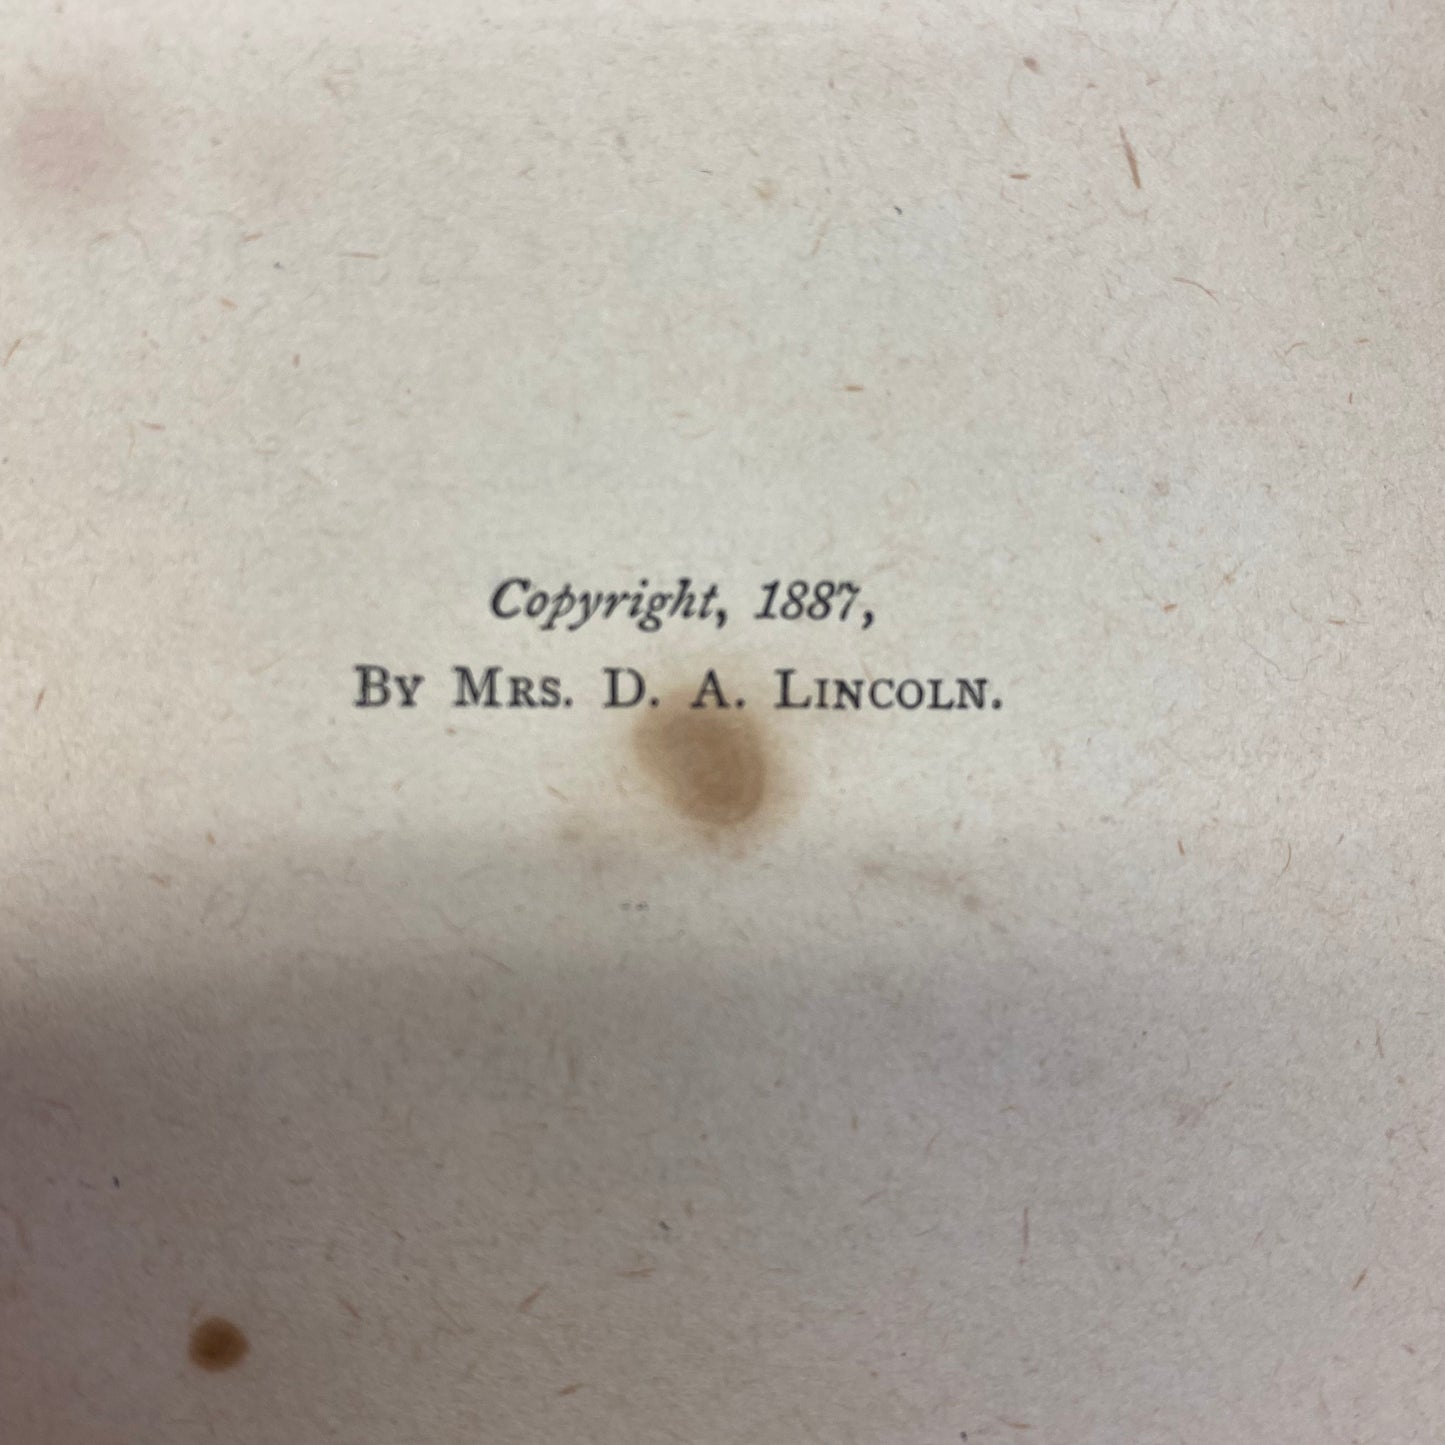 Copyright, 1887,
By Mrs. D. A. Lincoln.